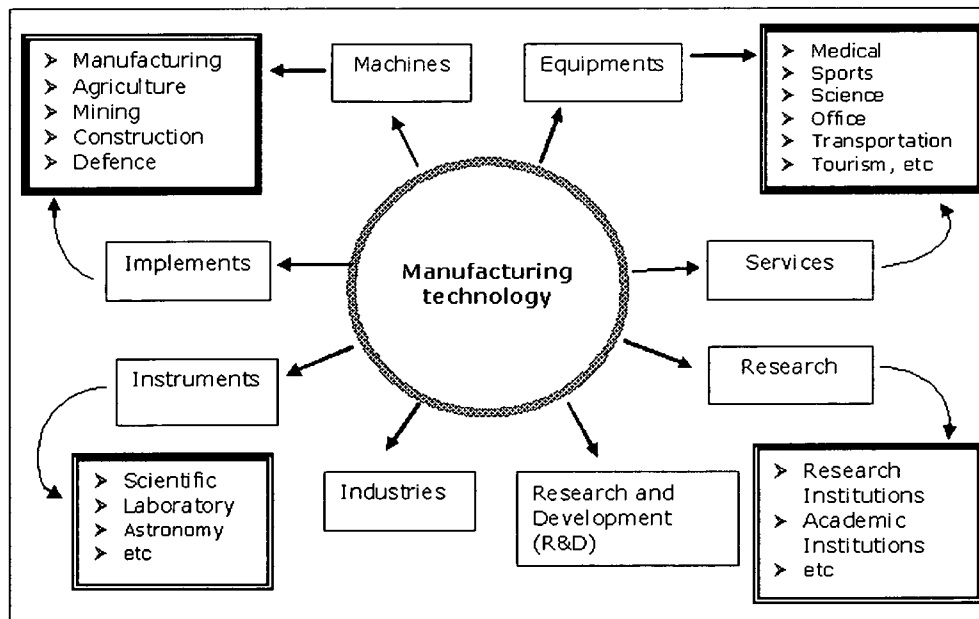 ➢ Manufacturing
➢ Agriculture
➢ Mining
➢ Construction
➢ Defence
Machines
Equipments
➢ Medical
➢ Sports
➢ Science
➢ Office
➢ Transportation
➢ Tourism, etc
Implements
Manufacturing
technology
Services
Instruments
Research
➢ Scientific
➢ Laboratory
➢ Astronomy
➢ etc
Industries
Research and
Development
(R&D)
➢ Research
Institutions
➢ Academic
Institutions
➢ etc